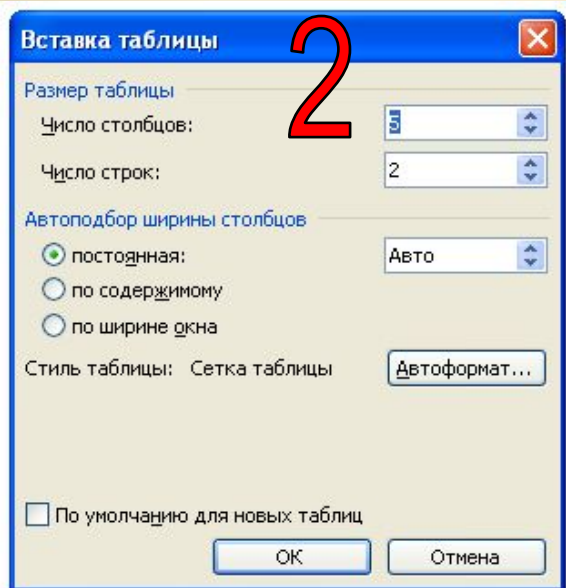 Вставка таблицы
2
Размер таблицы
Число столбцов: 5
Число строк: 2
Автоподбор ширины столбцов
постоянная: Авто
по содержимому
по ширине окна
Стиль таблицы: Сетка таблицы Автоформат...
По умолчанию для новых таблиц
ОК Отмена